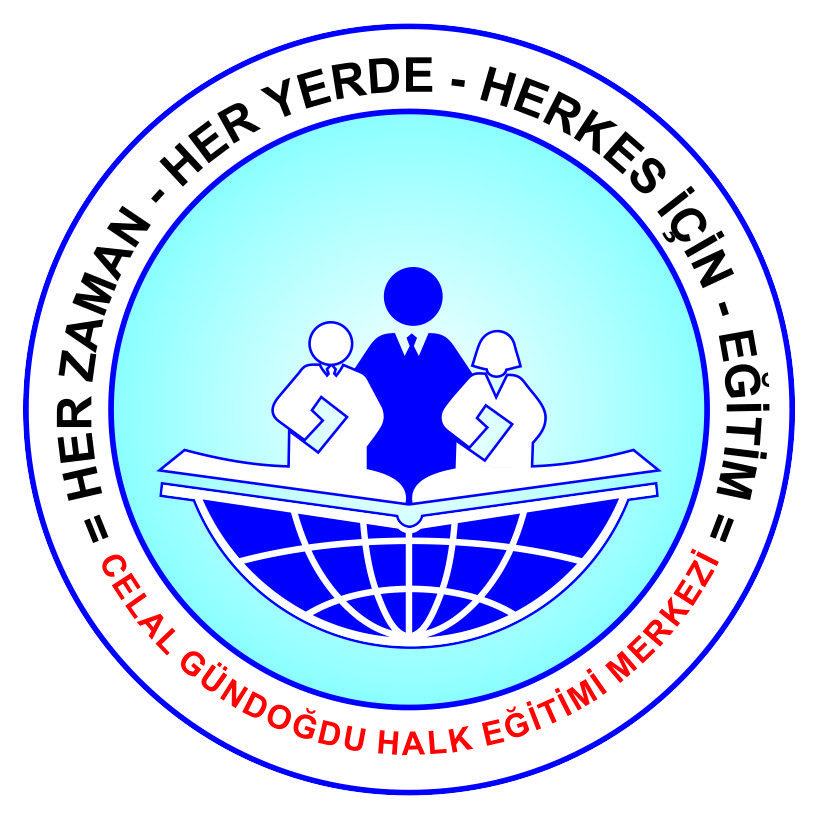 = HER ZAMAN - HER YERDE - HERKES İÇİN - EĞİTİM =
CELAL GÜNDOĞDU HALK EĞİTİMİ MERKEZİ